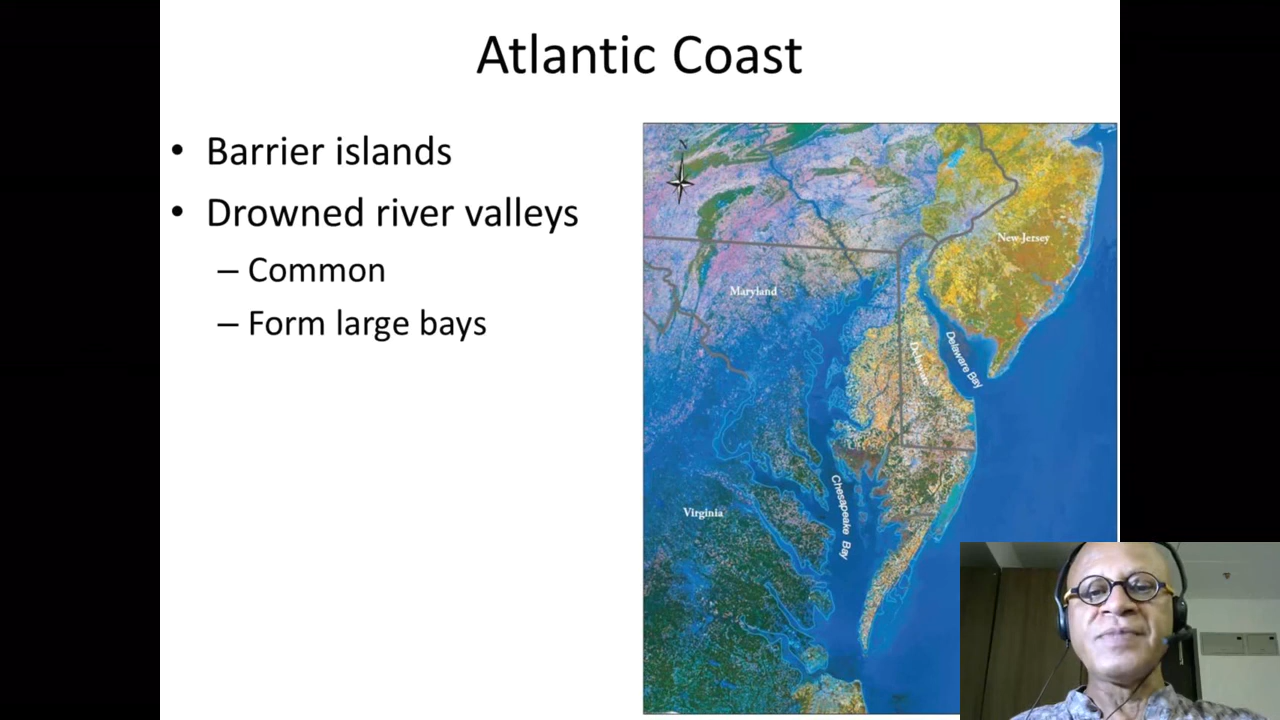 Atlantic Coast
• Barrier islands
• Drowned river valleys
– Common
– Form large bays
N
New Jersey
Maryland
Delaware
Delaware Bay
Chesapeake Bay
Virginia